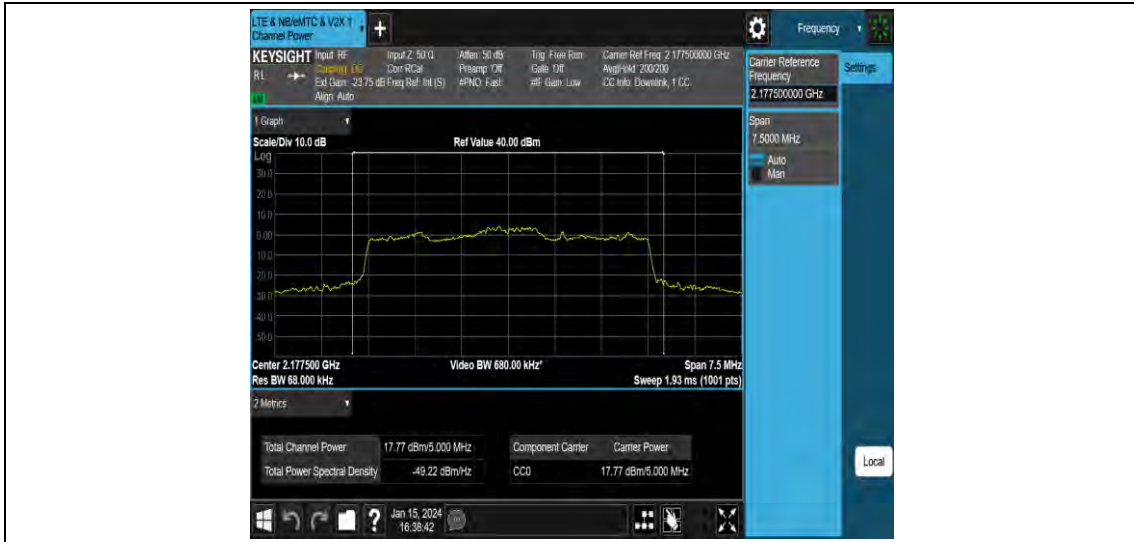 LTE & NB/eMTC & V2X 1
Channel Power
Frequency
KEYSIGHT Input: RF Input Z: 50 Ω Atten: 50 dB Trig: Free Run Carrier Ref Freq: 2.177500000 GHz
RL Coupling: DC Corr RCal Preamp: Off Gate: Off Avg|Hold: 200/200
Ext Gain: -23.75 dB Freq Ref: Int (S) #PNO: Fast #IF Gain: Low CC Info: Downlink, 1 CC
Align: Auto
Carrier Reference
Frequency
2.177500000 GHz
Settings
Span
7.5000 MHz
Auto
Man
1 Graph
Scale/Div 10.0 dB Ref Value 40.00 dBm
Log
30.0
20.0
10.0
0.00
-10.0
-20.0
-30.0
-40.0
-50.0
Center 2.177500 GHz Video BW 680.00 kHz* Span 7.5 MHz
Res BW 68.000 kHz Sweep 1.93 ms (1001 pts)
2 Metrics
Total Channel Power 17.77 dBm/5.000 MHz Component Carrier Carrier Power
Total Power Spectral Density -49.22 dBm/Hz CC0 17.77 dBm/5.000 MHz
Local
? Jan 15, 2024
16:38:42